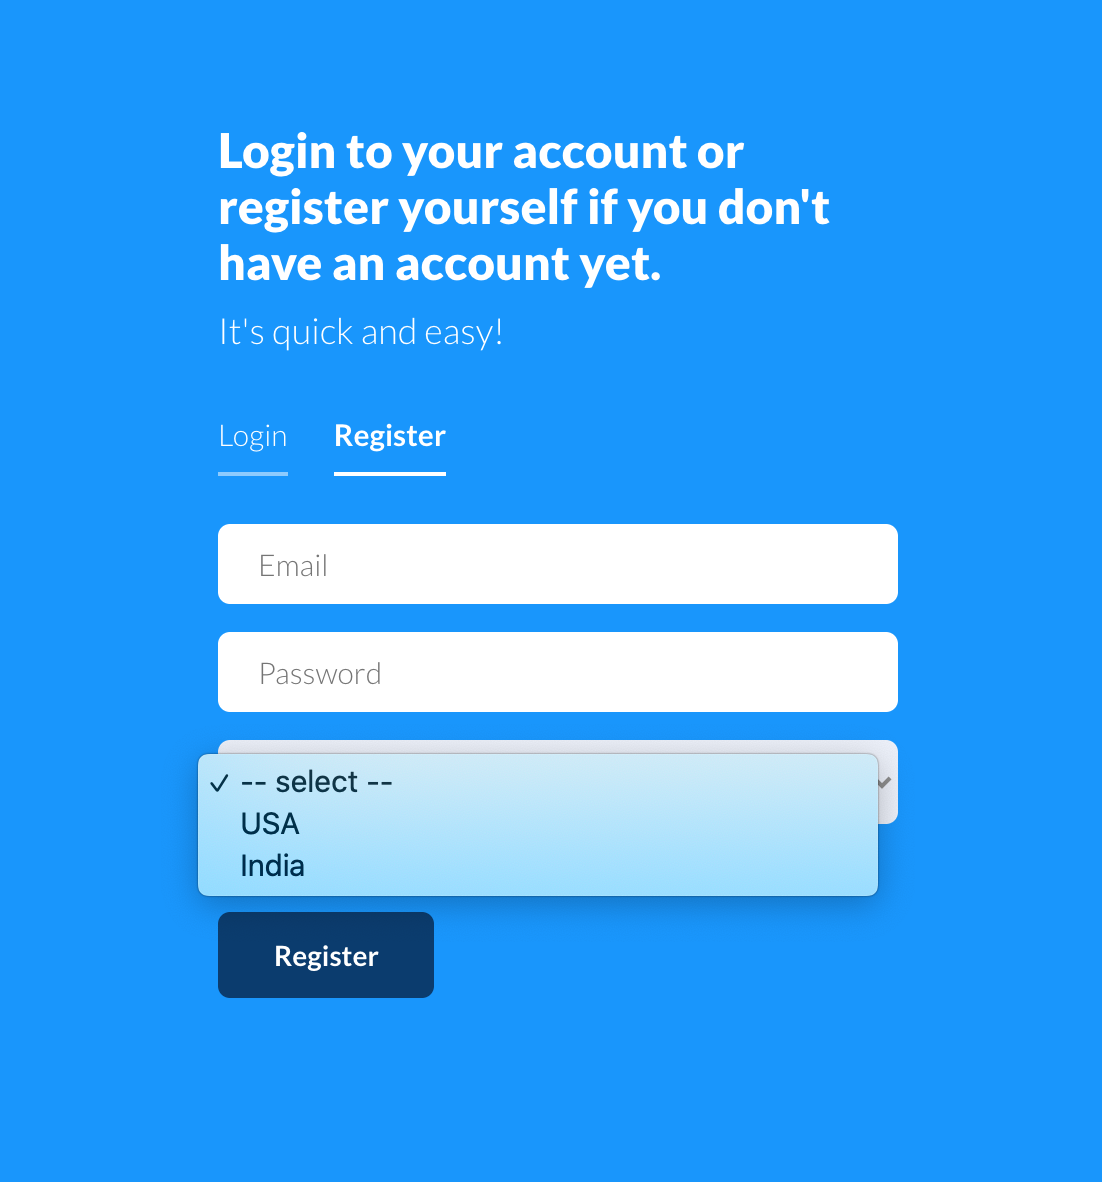 Login to your account or
register yourself if you don't
have an account yet.
It's quick and easy!
Login Register
Email
Password
-- select --
USA
India
Register